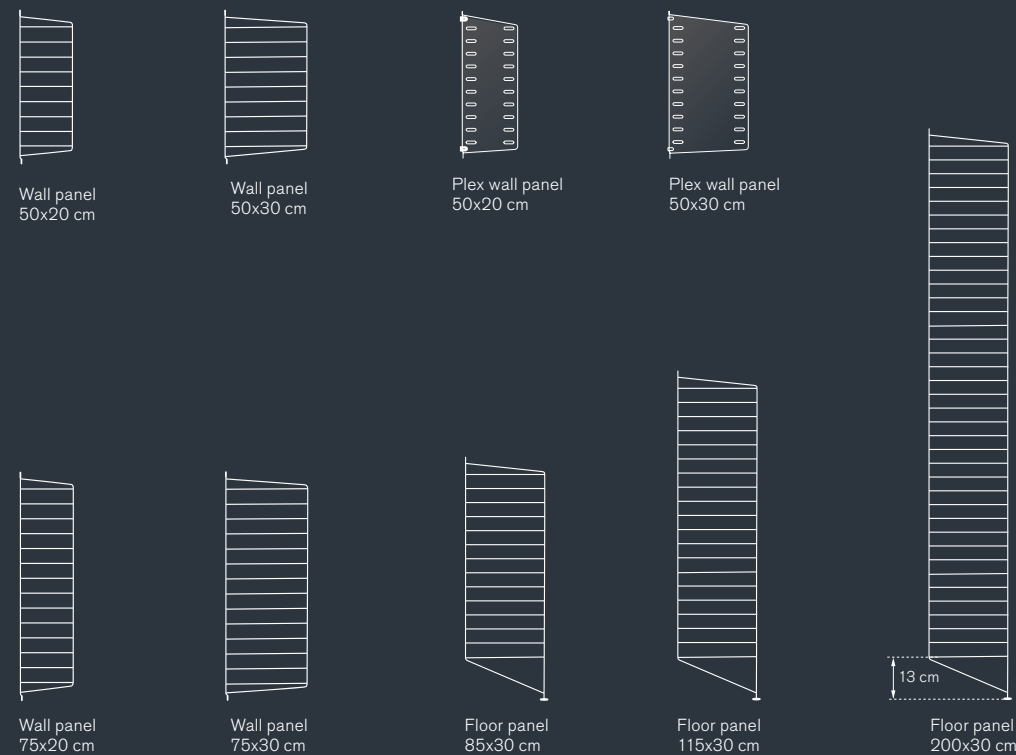 Wall panel
50x20 cm
Wall panel
50x30 cm
Plex wall panel
50x20 cm
Plex wall panel
50x30 cm
13 cm
Wall panel
75x20 cm
Wall panel
75x30 cm
Floor panel
85x30 cm
Floor panel
115x30 cm
Floor panel
200x30 cm